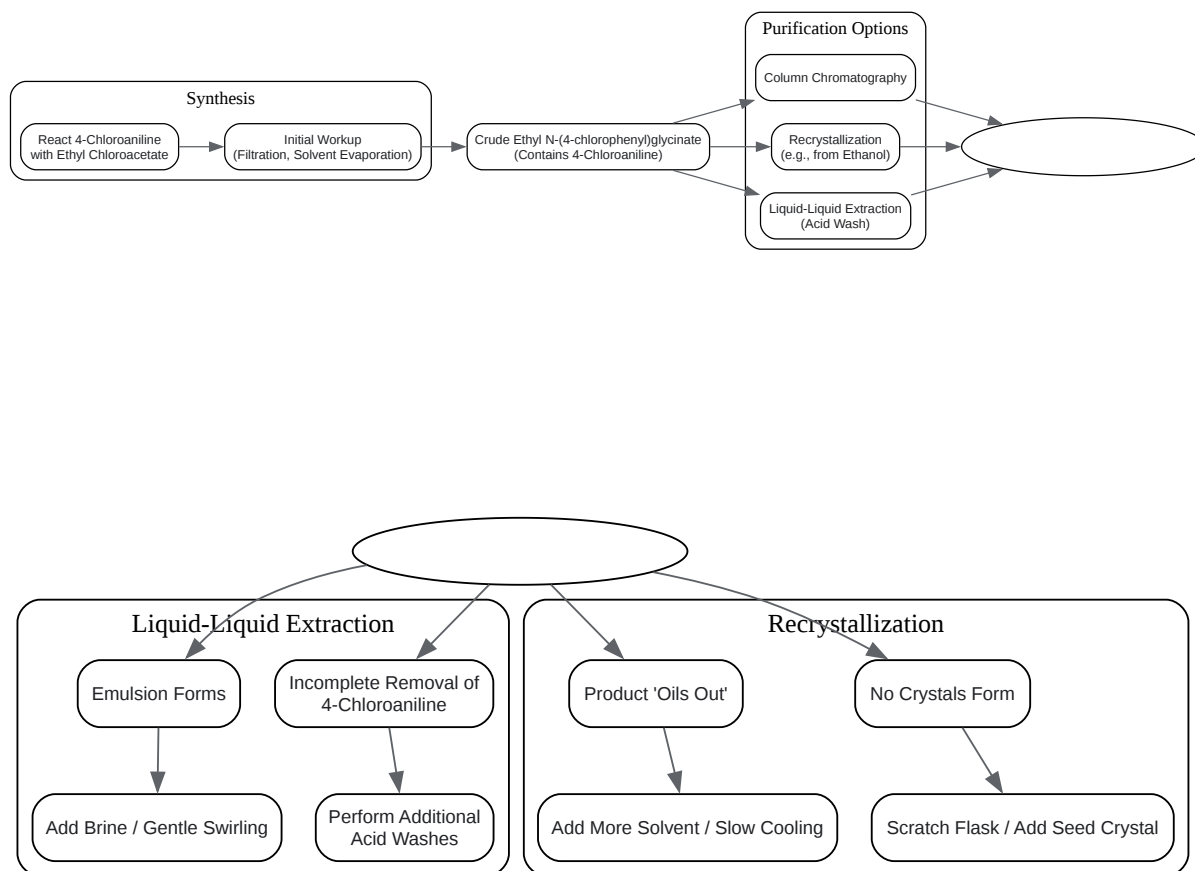 Purification Options
Column Chromatography
Synthesis
React 4-Chloroaniline
with Ethyl Chloroacetate
Initial Workup
(Filtration, Solvent Evaporation)
Crude Ethyl N-(4-chlorophenyl)glycinate
(Contains 4-Chloroaniline)
Recrystallization
(e.g., from Ethanol)
Liquid-Liquid Extraction
(Acid Wash)
Liquid-Liquid Extraction
Emulsion Forms
Incomplete Removal of
4-Chloroaniline
Add Brine / Gentle Swirling
Perform Additional
Acid Washes
Recrystallization
Product 'Oils Out'
No Crystals Form
Add More Solvent / Slow Cooling
Scratch Flask / Add Seed Crystal